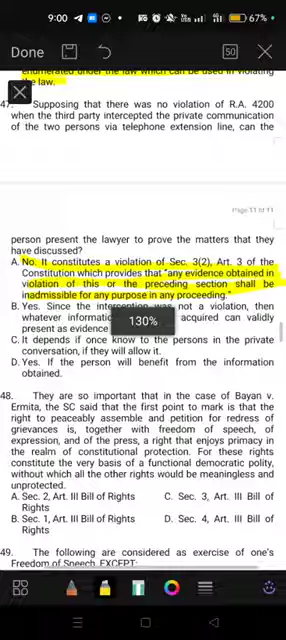 9:00
67%
Done
50
enumerated under the law which can be used in violating
the law.
47. Supposing that there was no violation of R.A. 4200
when the third party intercepted the private communication
of the two persons via telephone extension line, can the
Page 11 of 11
person present the lawyer to prove the matters that they
have discussed?
A. No. It constitutes a violation of Sec. 3(2), Art. 3 of the
Constitution which provides that "any evidence obtained in
violation of this or the preceding section shall be
inadmissible for any purpose in any proceeding."
B. Yes. Since the was not a violation, then
whatever acquired can validly
present as evidence
130%
C. It depends if once know to the persons in the private
conversation, if they will allow it.
D. Yes. If the person will benefit from the information
obtained.
48. They are so important that in the case of Bayan v.
Ermita, the SC said that the first point to mark is that the
right to peaceably assemble and petition for redress of
grievances is, together with freedom of speech, of
expression, and of the press, a right that enjoys primacy in
the realm of constitutional protection. For these rights
constitute the very basis of a functional democratic polity,
without which all the other rights would be meaningless and
unprotected.
A. Sec. 2, Art. III Bill of Rights C. Sec. 3, Art. III Bill of Rights
B. Sec. 1, Art. III Bill of Rights D. Sec. 4, Art. III Bill of Rights
49. The following are considered as exercise of one's
Freedom of Speech, EXCEPT: